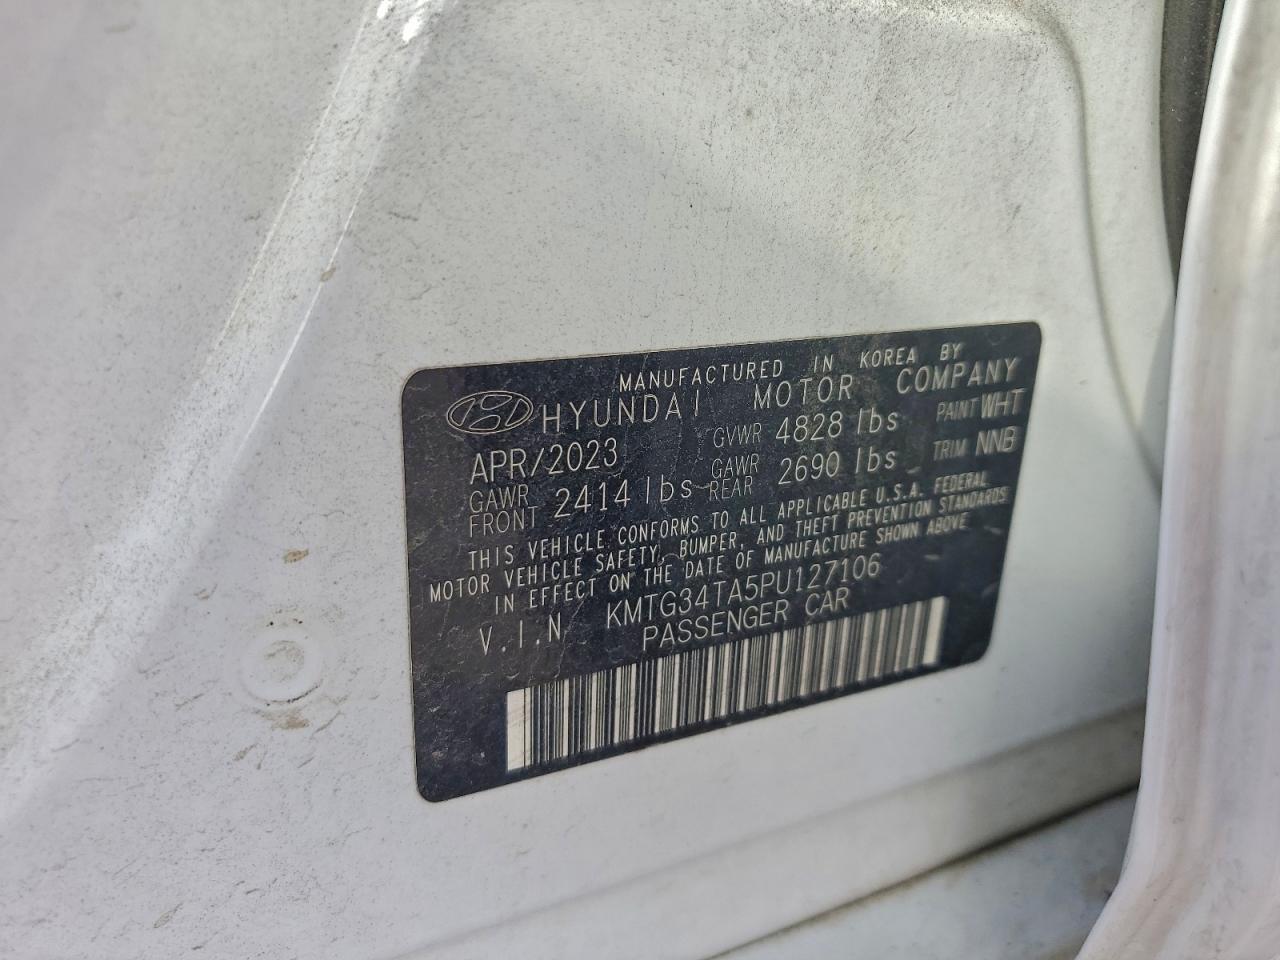 MANUFACTURED IN KOREA BY
HYUNDAI MOTOR COMPANY
APR/2023 GVWR 4828 lbs PAINT WHT
GAWR FRONT 2414 lbs GAWR REAR 2690 lbs TRIM NNB
THIS VEHICLE CONFORMS TO ALL APPLICABLE U.S.A. FEDERAL
MOTOR VEHICLE SAFETY, BUMPER, AND THEFT PREVENTION STANDARDS
IN EFFECT ON THE DATE OF MANUFACTURE SHOWN ABOVE
V.I.N KMTG34TA5PU127106
PASSENGER CAR